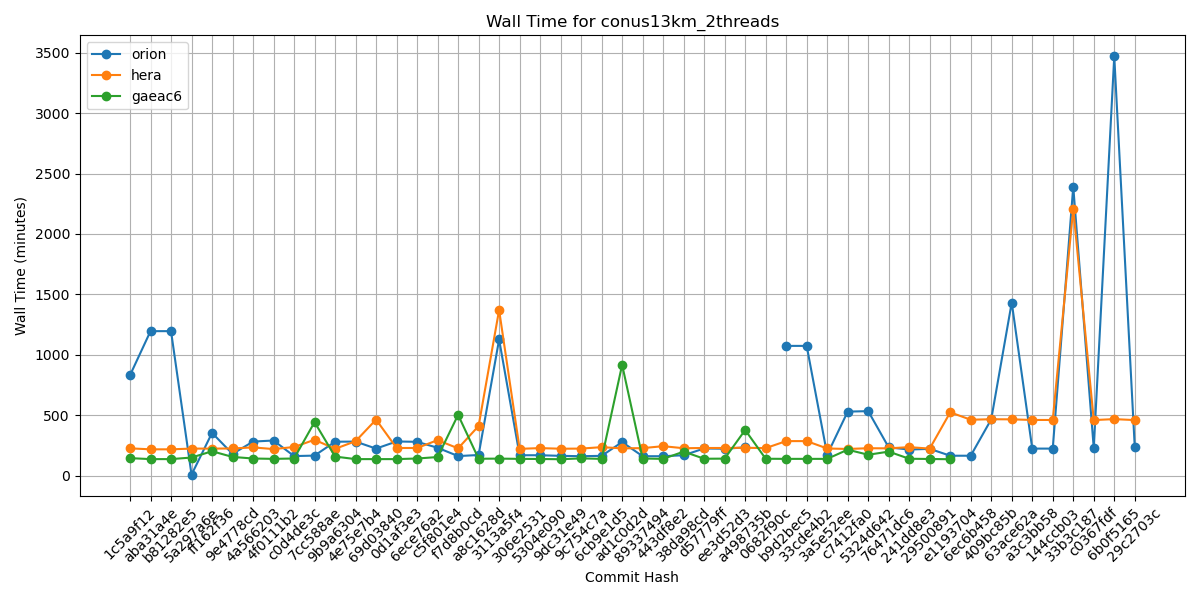 Wall Time for conus13km_2threads
orion
hera
gaeac6
3500
3000
2500
2000
1500
1000
500
0
Wall Time (minutes)
1c5a9f12
aba31a4e
b81282e5
5a297a6e
ff162f36
9e4778cd
4a566203
4f0111b2
c0d4de3c
7cc588ae
9b9a6304
4e75e7b4
69d03840
0d1af3e3
6ece76a2
c5f801e4
f7d8b0cd
a8c1628d
3113a5f4
306e2531
5304e090
9dc31e49
9c754c7a
6cb9e1d5
ad1c0d2d
89337494
443df8e2
38da98cd
d57779ff
ee3d52d3
a498735b
0682f90c
b9d2bec5
33cde4b2
3a5e52ee
c7412fa0
5324d642
76471dc6
241dd8e3
29500891
e1193704
6ec6b458
409bc85b
63ace62a
a3c3bb58
144ccb03
33b3c187
c0367fdf
6b0f5165
29c2703c
Commit Hash